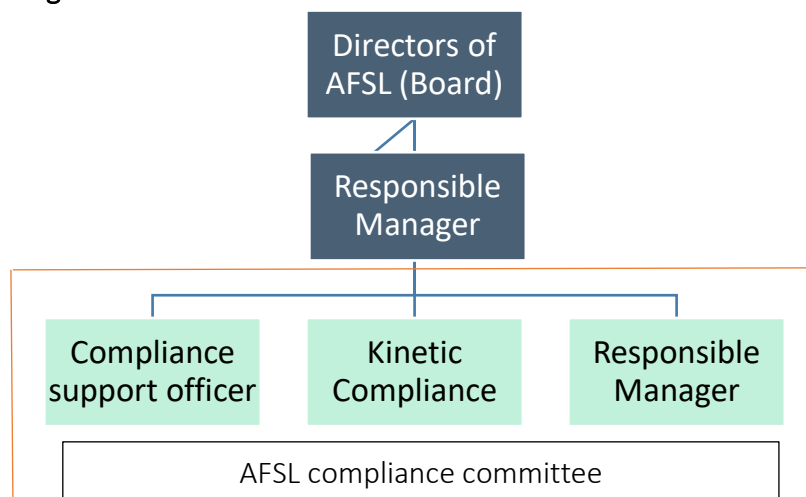 Directors of
AFSL (Board)
Responsible
Manager
Compliance
support officer
Kinetic
Compliance
Responsible
Manager
AFSL compliance committee